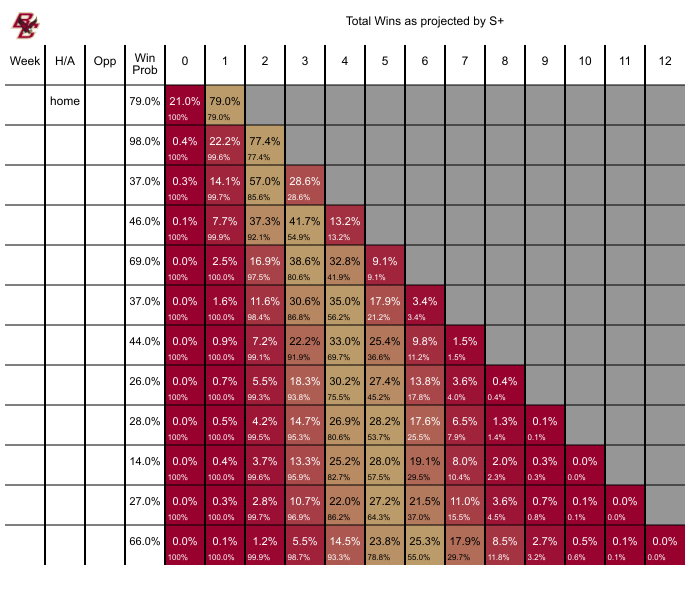 Total Wins as projected by S+
Week H/A Opp Win Prob 0 1 2 3 4 5 6 7 8 9 10 11 12
home 79.0% 21.0% 79.0%
100% 79.0%
98.0% 0.4% 22.2% 77.4%
100% 99.6% 77.4%
37.0% 0.3% 14.1% 57.0% 28.6%
100% 99.7% 85.6% 28.6%
46.0% 0.1% 7.7% 37.3% 41.7% 13.2%
100% 99.9% 92.1% 54.9% 13.2%
69.0% 0.0% 2.5% 16.9% 38.6% 32.8% 9.1%
100% 100.0% 97.5% 80.6% 41.9% 9.1%
37.0% 0.0% 1.6% 11.6% 30.6% 35.0% 17.9% 3.4%
100% 100.0% 98.4% 86.8% 56.2% 21.2% 3.4%
44.0% 0.0% 0.9% 7.2% 22.2% 33.0% 25.4% 9.8% 1.5%
100% 100.0% 99.1% 91.9% 69.7% 36.6% 11.2% 1.5%
26.0% 0.0% 0.7% 5.5% 18.3% 30.2% 27.4% 13.8% 3.6% 0.4%
100% 100.0% 99.3% 93.8% 75.5% 45.2% 17.8% 4.0% 0.4%
28.0% 0.0% 0.5% 4.2% 14.7% 26.9% 28.2% 17.6% 6.5% 1.3% 0.1%
100% 100.0% 99.5% 95.3% 80.6% 53.7% 25.5% 7.9% 1.4% 0.1%
14.0% 0.0% 0.4% 3.7% 13.3% 25.2% 28.0% 19.1% 8.0% 2.0% 0.3% 0.0%
100% 100.0% 99.6% 95.9% 82.7% 57.5% 29.5% 10.4% 2.3% 0.3% 0.0%
27.0% 0.0% 0.3% 2.8% 10.7% 22.0% 27.2% 21.5% 11.0% 3.6% 0.7% 0.1% 0.0%
100% 100.0% 99.7% 96.9% 86.2% 64.3% 37.0% 15.5% 4.5% 0.8% 0.1% 0.0%
66.0% 0.0% 0.1% 1.2% 5.5% 14.5% 23.8% 25.3% 17.9% 8.5% 2.7% 0.5% 0.1% 0.0%
100% 100.0% 99.9% 98.7% 93.3% 78.8% 55.0% 29.7% 11.8% 3.2% 0.6% 0.1% 0.0%